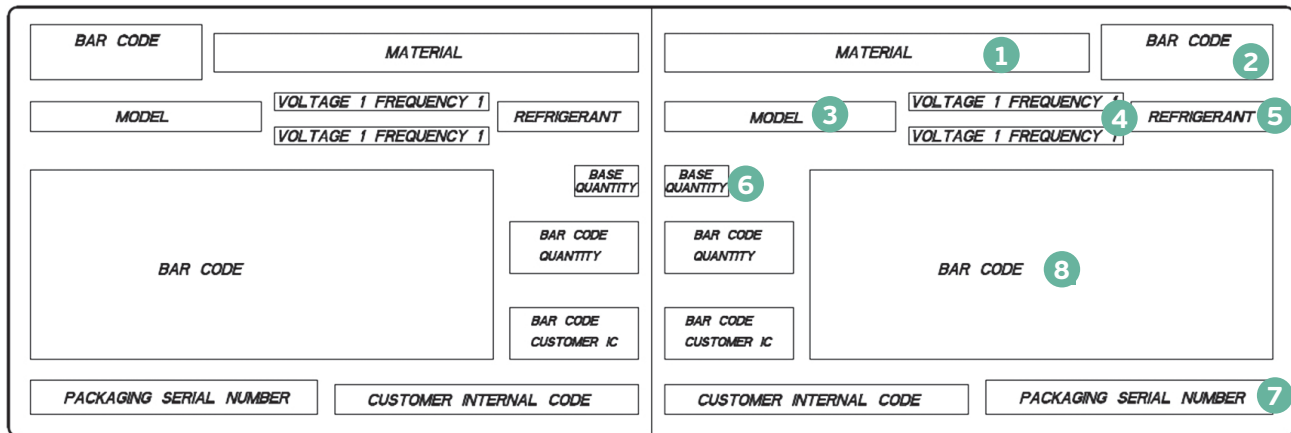 BAR CODE
MATERIAL
MODEL
VOLTAGE 1 FREQUENCY 1
VOLTAGE 1 FREQUENCY 1
REFRIGERANT
BASE
QUANTITY
BAR CODE
BAR CODE
QUANTITY
BAR CODE
CUSTOMER IC
PACKAGING SERIAL NUMBER
CUSTOMER INTERNAL CODE
MATERIAL 1
BAR CODE
2
MODEL 3
VOLTAGE 1 FREQUENCY 1
4
VOLTAGE 1 FREQUENCY 1
REFRIGERANT 5
BASE
QUANTITY
6
BAR CODE
QUANTITY
BAR CODE 8
BAR CODE
CUSTOMER IC
CUSTOMER INTERNAL CODE
PACKAGING SERIAL NUMBER 7